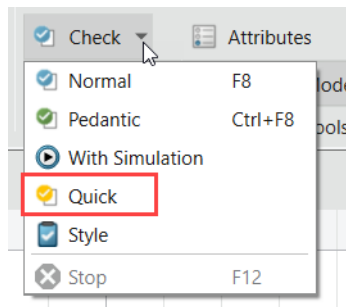 Check Attributes
Normal F8
Pedantic Ctrl+F8
With Simulation
Quick
Style
Stop F12